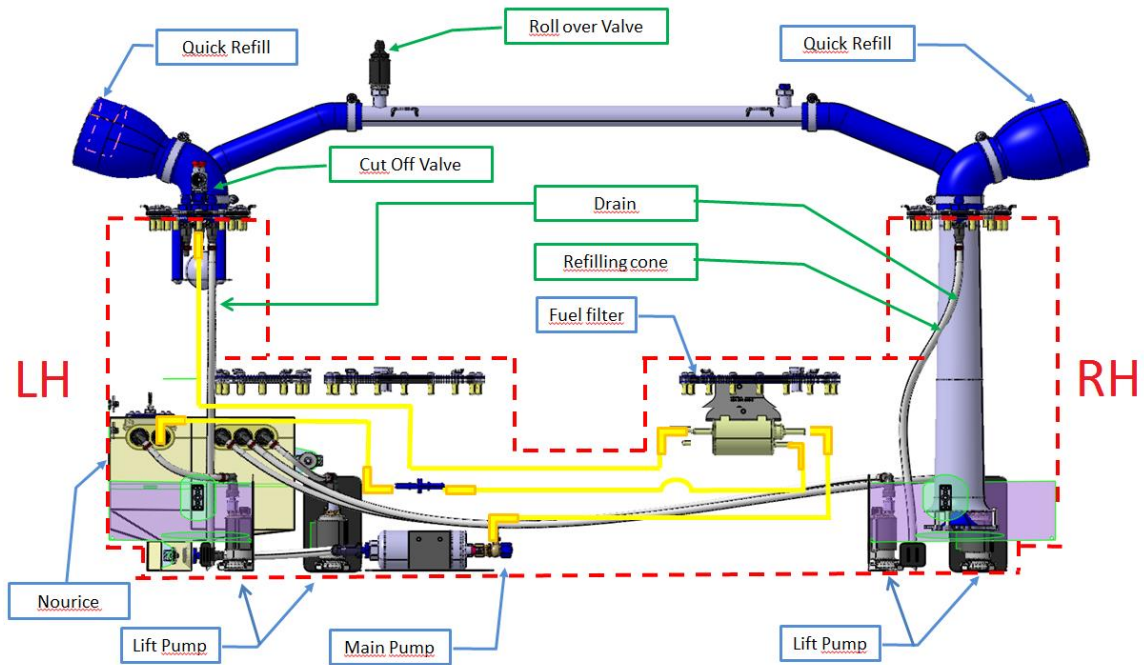 Roll over Valve
Quick Refill
Quick Refill
Cut Off Valve
Drain
Refilling cone
Fuel filter
LH
RH
Nourice
Lift Pump
Main Pump
Lift Pump